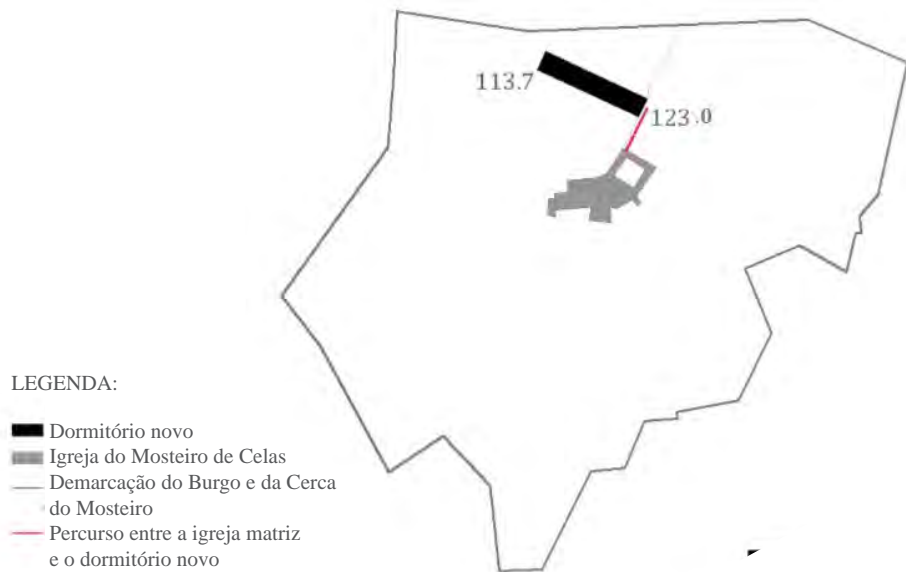 113.7
123.0
LEGENDA:
Dormitório novo
Igreja do Mosteiro de Celas
Demarcação do Burgo e da Cerca
do Mosteiro
Percurso entre a igreja matriz
e o dormitório novo